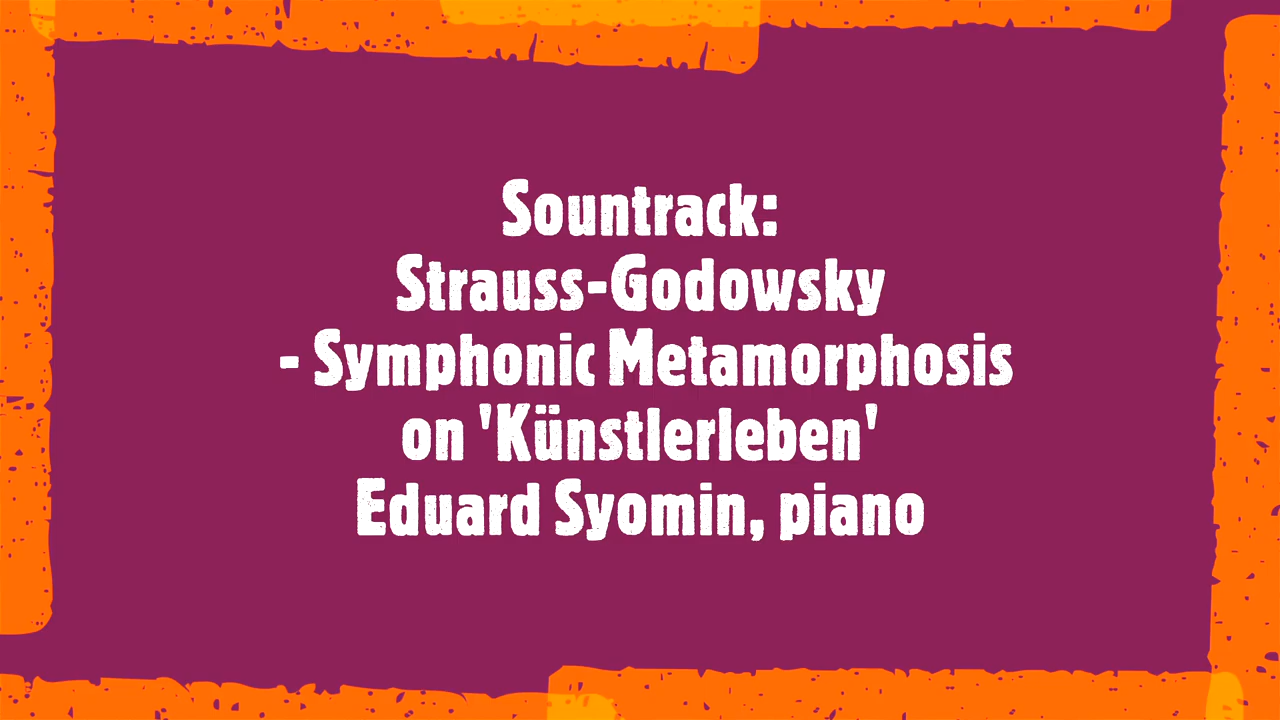 Sountrack:
Strauss-Godowsky
- Symphonic Metamorphosis
on 'Künstlerleben'
Eduard Syomin, piano